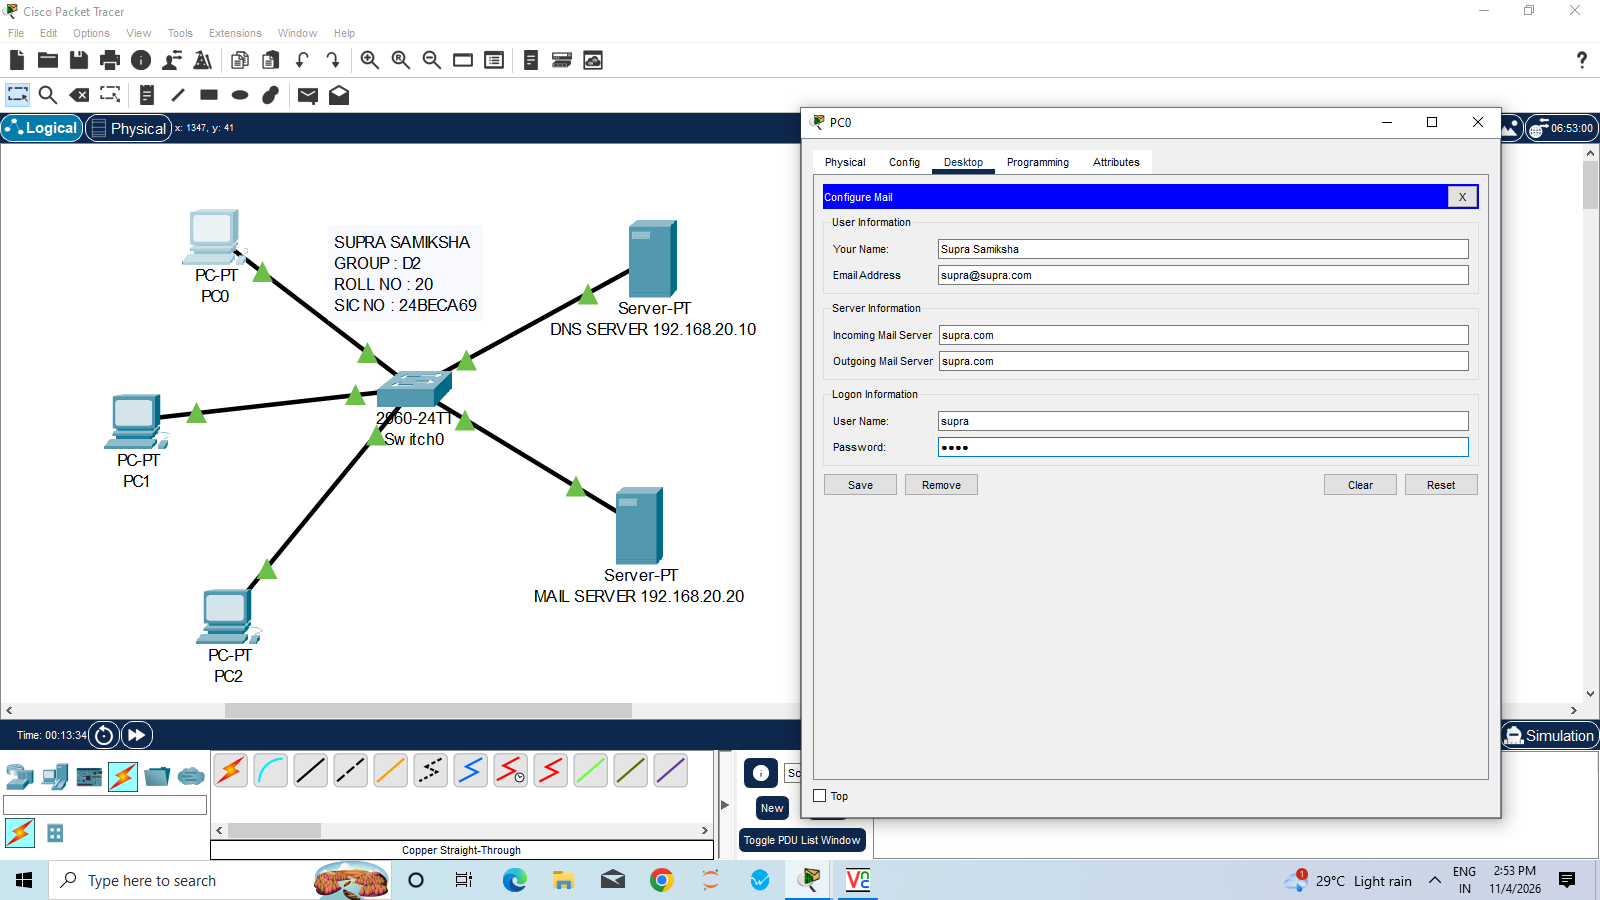 Cisco Packet Tracer
File Edit Options View Tools Extensions Window Help
Logical Physical x: 1347, y: 41
06:53:00
PC-PT
PC0
SUPRA SAMIKSHA
GROUP : D2
ROLL NO : 20
SIC NO : 24BECA69
Server-PT
DNS SERVER 192.168.20.10
2960-24TT
Switch0
PC-PT
PC1
Server-PT
MAIL SERVER 192.168.20.20
PC-PT
PC2
PC0
Physical Config Desktop Programming Attributes
Configure Mail X
User Information
Your Name: Supra Samiksha
Email Address supra@supra.com
Server Information
Incoming Mail Server supra.com
Outgoing Mail Server supra.com
Logon Information
User Name: supra
Password: ••••
Save Remove Clear Reset
Top
Time: 00:13:34
Simulation
Sc
New
Toggle PDU List Window
Copper Straight-Through
Type here to search
1
29°C Light rain
ENG
IN
2:53 PM
11/4/2026